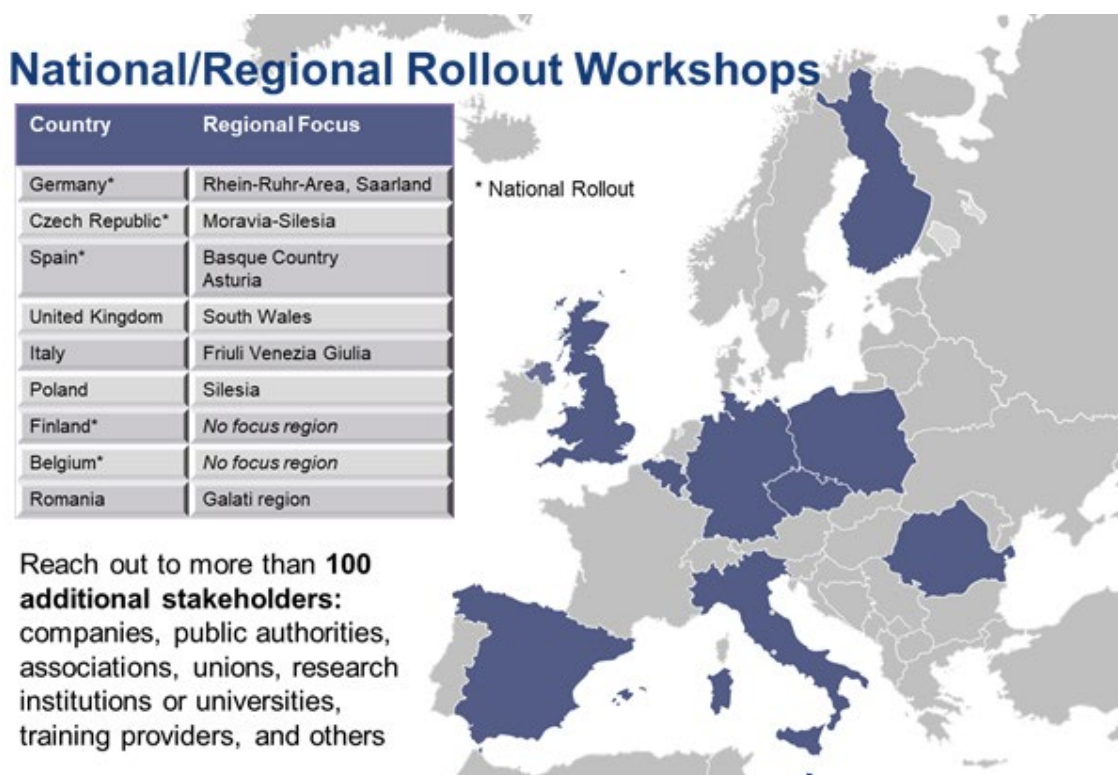 National/Regional Rollout Workshops
Country Regional Focus
Germany* Rhein-Ruhr-Area, Saarland
Czech Republic* Moravia-Silesia
Spain* Basque Country
Asturia
United Kingdom South Wales
Italy Friuli Venezia Giulia
Poland Silesia
Finland* No focus region
Belgium* No focus region
Romania Galati region
* National Rollout
Reach out to more than 100
additional stakeholders:
companies, public authorities,
associations, unions, research
institutions or universities,
training providers, and others